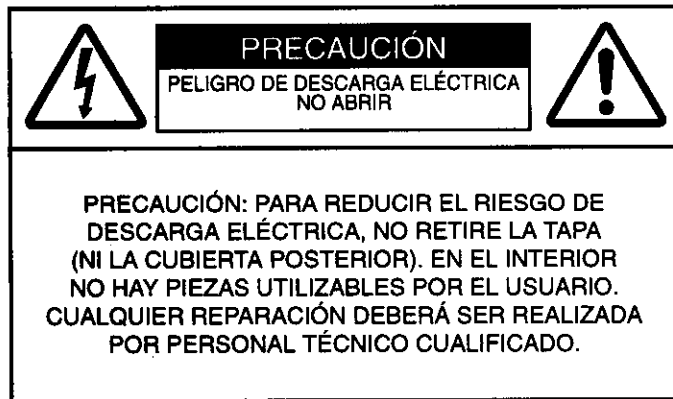 PRECAUCIÓN
PELIGRO DE DESCARGA ELÉCTRICA
NO ABRIR
PRECAUCIÓN: PARA REDUCIR EL RIESGO DE
DESCARGA ELÉCTRICA, NO RETIRE LA TAPA
(NI LA CUBIERTA POSTERIOR). EN EL INTERIOR
NO HAY PIEZAS UTILIZABLES POR EL USUARIO.
CUALQUIER REPARACIÓN DEBERÁ SER REALIZADA
POR PERSONAL TÉCNICO CUALIFICADO.